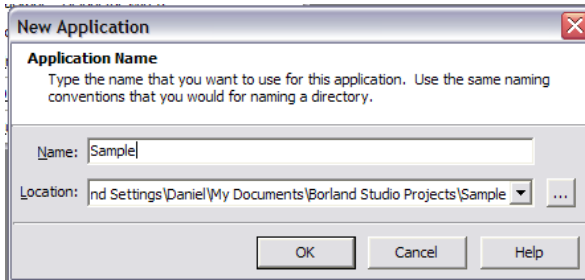 New Application
Application Name
Type the name that you want to use for this application. Use the same naming
conventions that you would for naming a directory.
Name: Sample
Location: nd Settings\Daniel\My Documents\Borland Studio Projects\Sample ...
OK Cancel Help